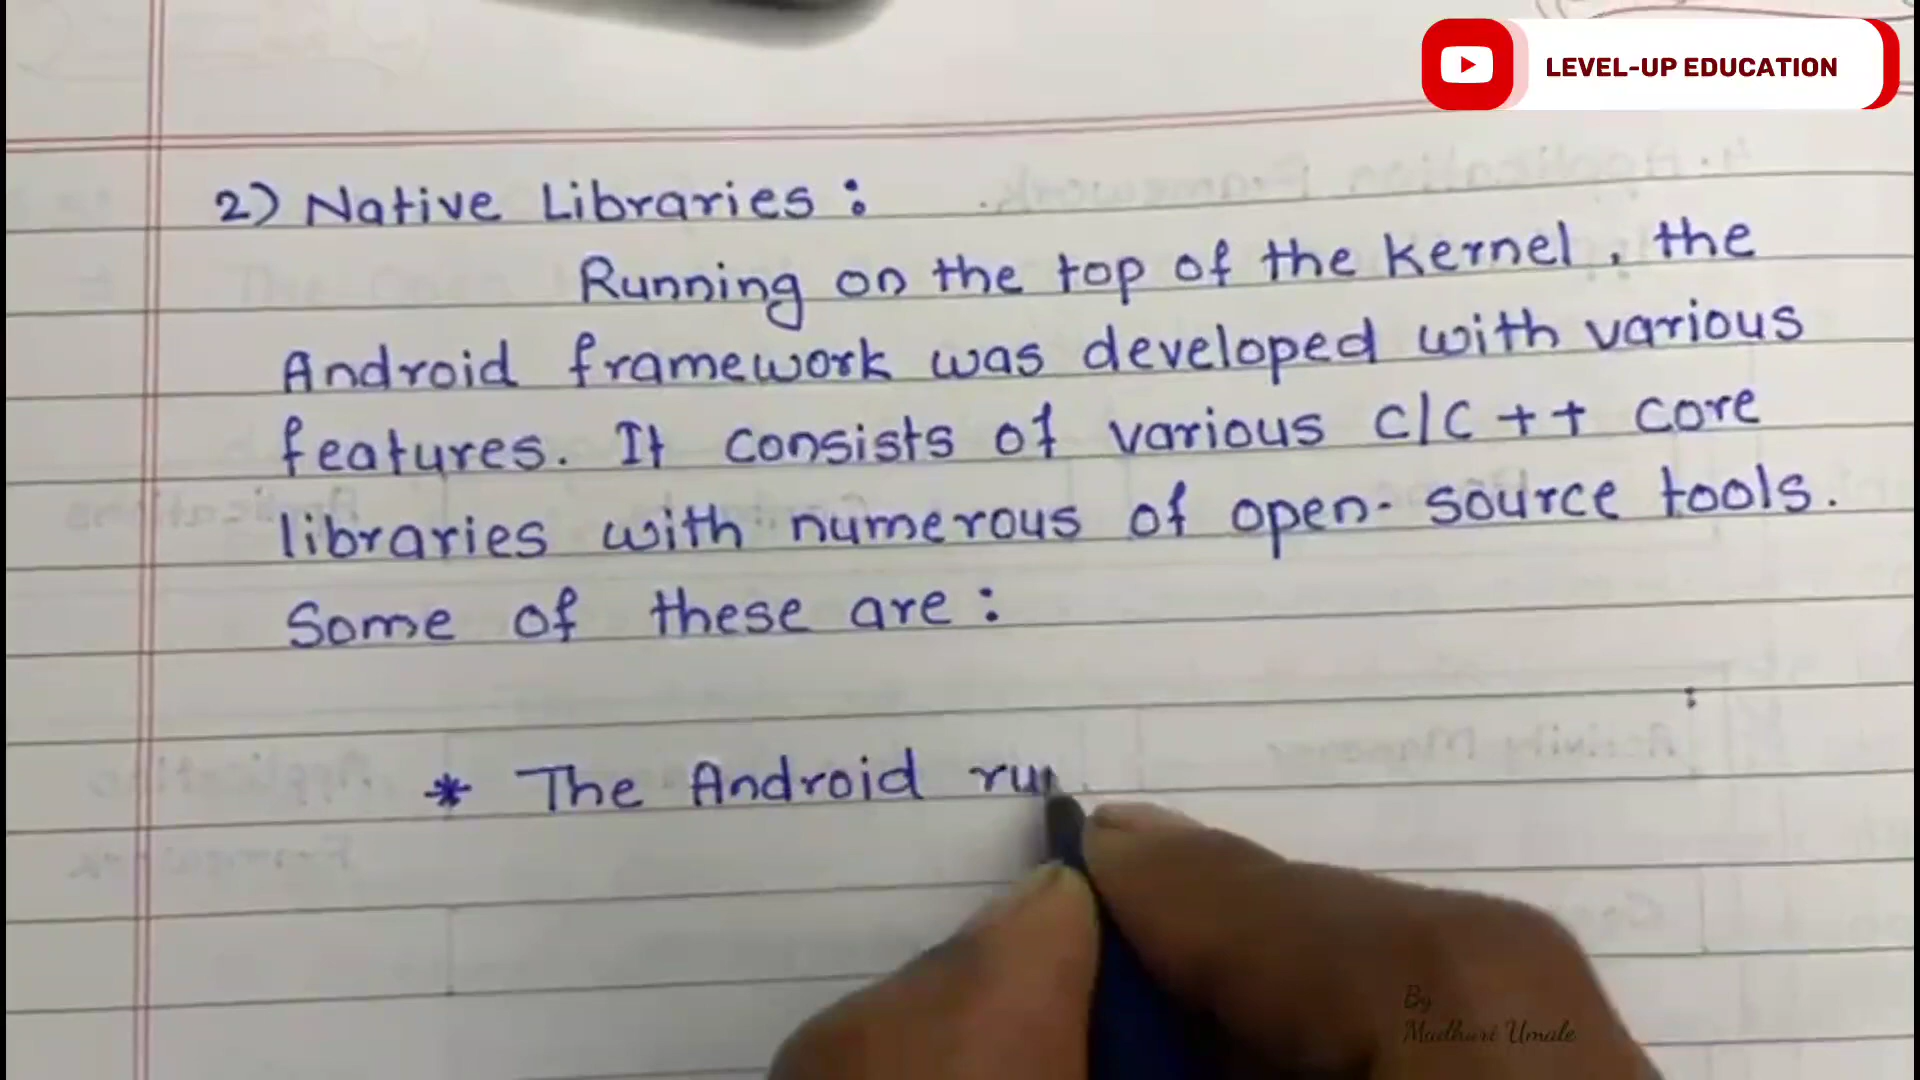 LEVEL-UP EDUCATION
2) Native Libraries :
Running on the top of the kernel, the
Android framework was developed with various
features. It consists of various C/C++ core
libraries with numerous of open-source tools.
Some of these are :
* The Android run
By
Madhuri Umale